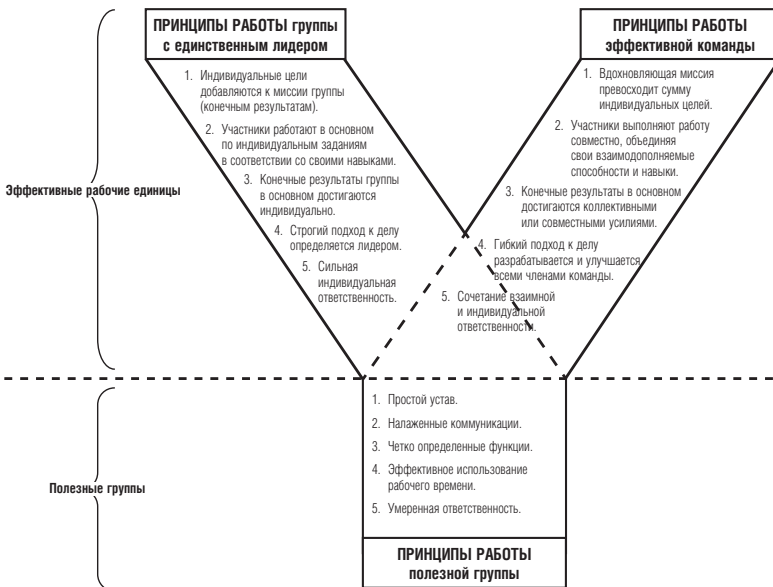 ПРИНЦИПЫ РАБОТЫ группы
с единственным лидером
1. Индивидуальные цели
добавляются к миссии группы
(конечным результатам).
2. Участники работают в основном
по индивидуальным заданиям
в соответствии со своими навыками.
3. Конечные результаты группы
в основном достигаются
индивидуально.
4. Строгий подход к делу
определяется лидером.
5. Сильная
индивидуальная
ответственность.
ПРИНЦИПЫ РАБОТЫ
эффективной команды
1. Вдохновляющая миссия
превосходит сумму
индивидуальных целей.
2. Участники выполняют работу
совместно, объединяя
свои взаимодополняемые
способности и навыки.
3. Конечные результаты в основном
достигаются коллективными
или совместными усилиями.
4. Гибкий подход к делу
разрабатывается и улучшается
всеми членами команды.
5. Сочетание взаимной
и индивидуальной
ответственности.
Эффективные рабочие единицы
Полезные группы
1. Простой устав.
2. Налаженные коммуникации.
3. Четко определенные функции.
4. Эффективное использование
рабочего времени.
5. Умеренная ответственность.
ПРИНЦИПЫ РАБОТЫ
полезной группы